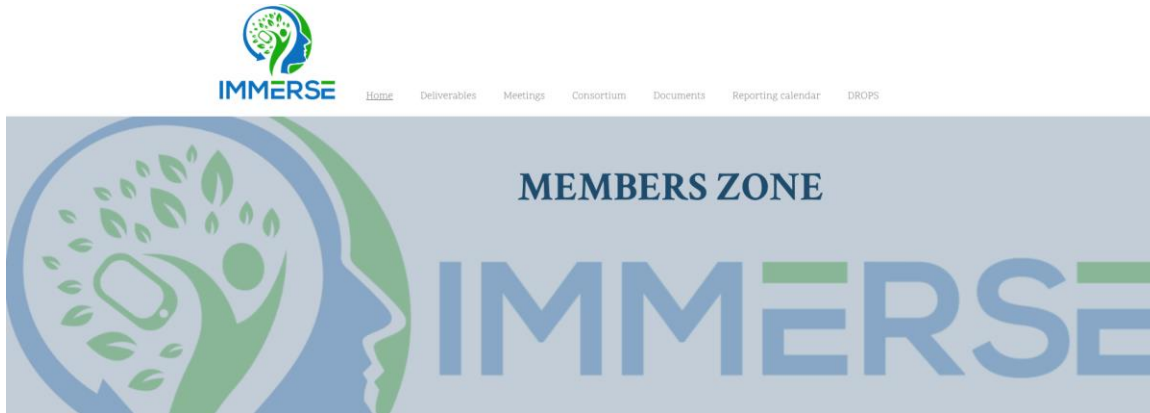 IMMERSE
Home Deliverables Meetings Consortium Documents Reporting calendar DROPS
MEMBERS ZONE
IMMERSE